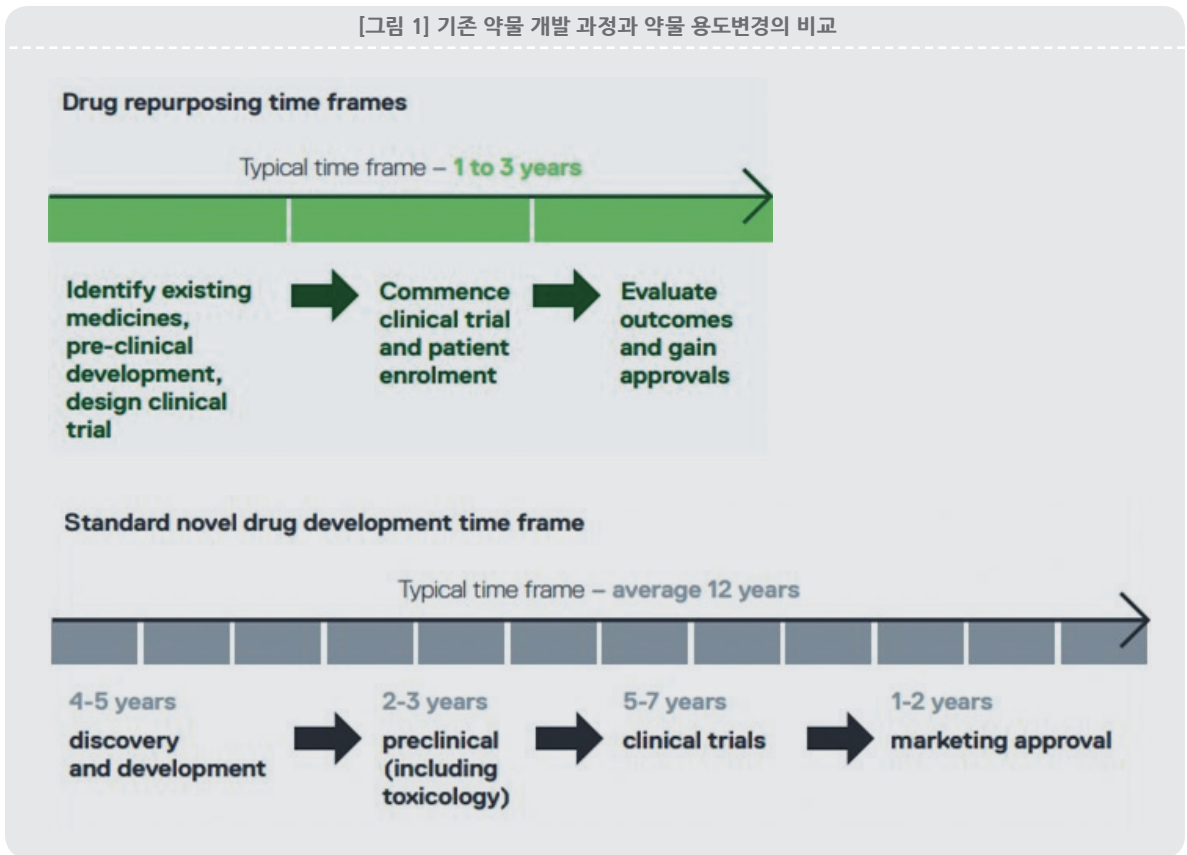 [그림 1] 기존 약물 개발 과정과 약물 용도변경의 비교
Drug repurposing time frames
Typical time frame – 1 to 3 years
Identify existing
medicines,
pre-clinical
development,
design clinical
trial
Commence
clinical trial
and patient
enrolment
Evaluate
outcomes
and gain
approvals
Standard novel drug development time frame
Typical time frame – average 12 years
4-5 years
discovery
and development
2-3 years
preclinical
(including
toxicology)
5-7 years
clinical trials
1-2 years
marketing approval